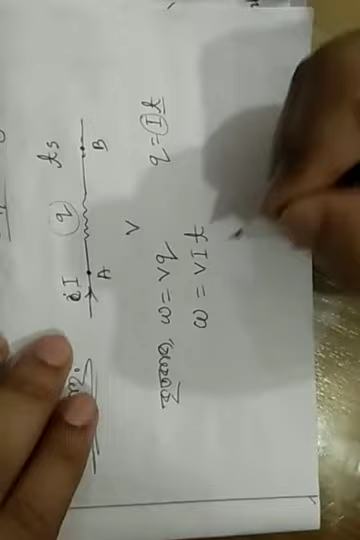 I q t s
A B
V q = It
ω = vq
ω = vIt